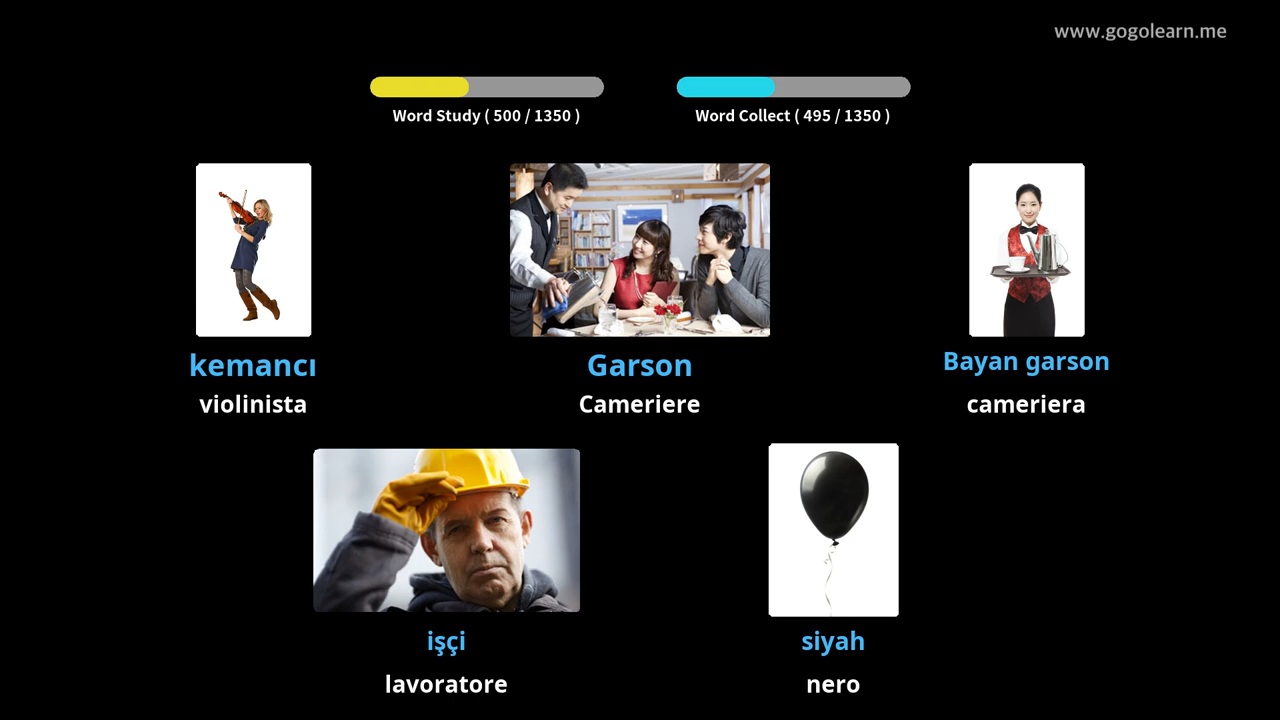 www.gogolearn.me
Word Study ( 500 / 1350 )
Word Collect ( 495 / 1350 )
kemancı
violinista
Garson
Cameriere
Bayan garson
cameriera
işçi
lavoratore
siyah
nero